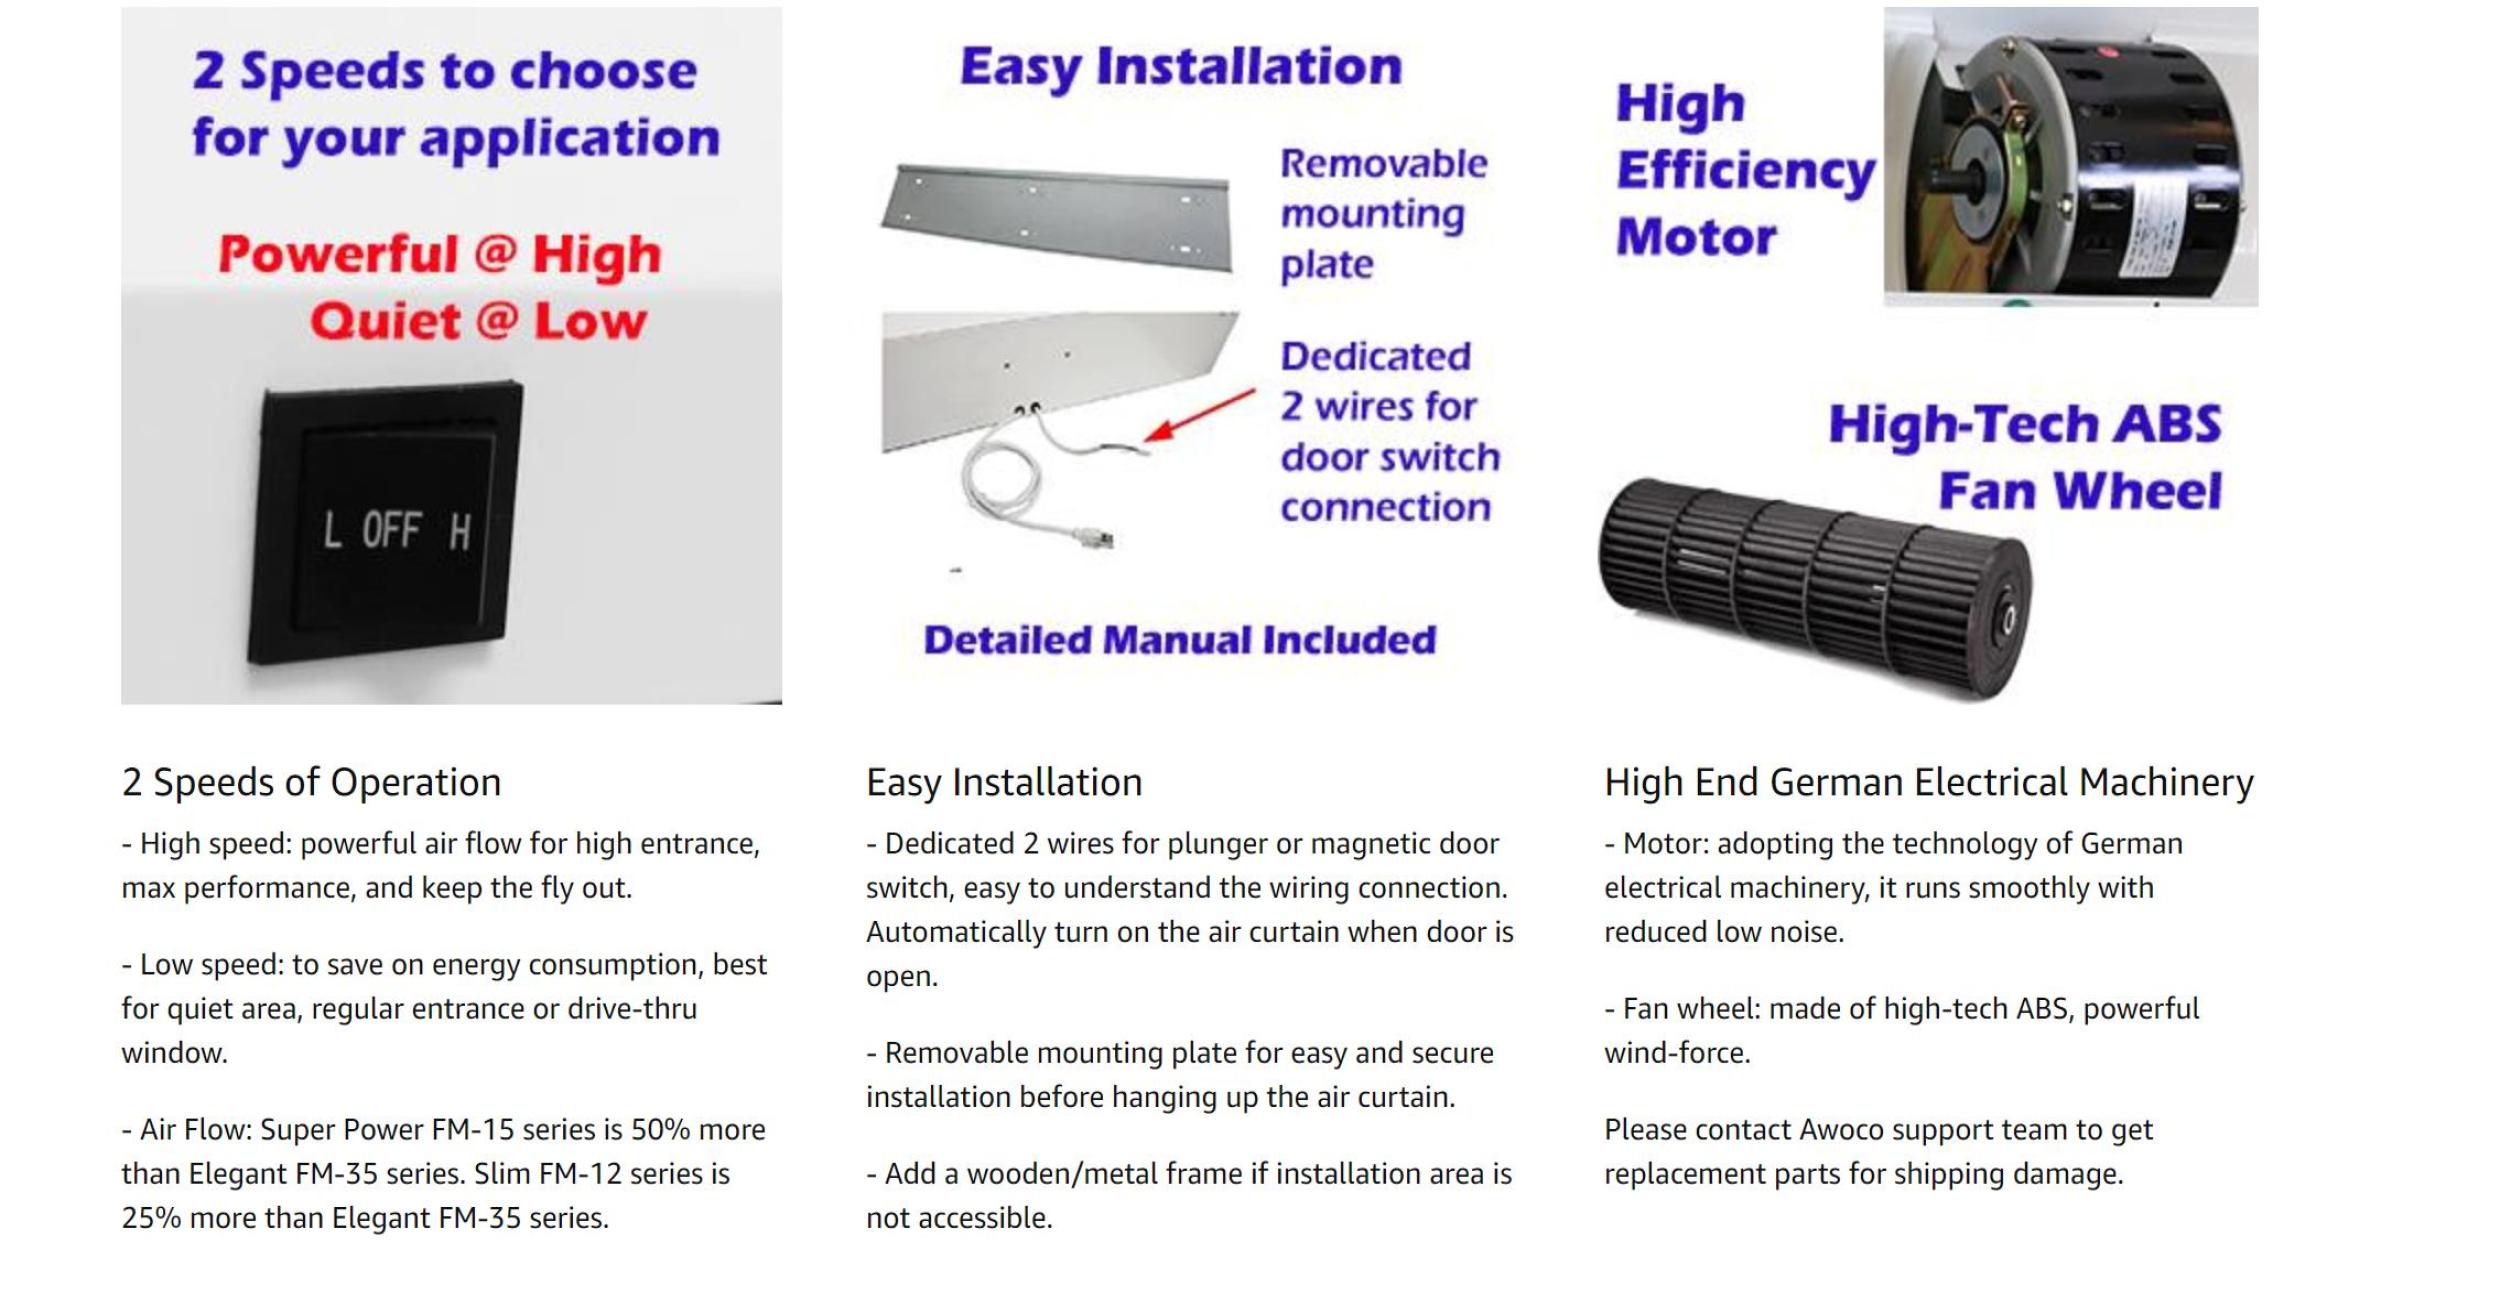 2 Speeds to choose
for your application
Powerful @ High
Quiet @ Low
L OFF H
Easy Installation
Removable
mounting
plate
Dedicated
2 wires for
door switch
connection
Detailed Manual Included
High
Efficiency
Motor
High-Tech ABS
Fan Wheel
2 Speeds of Operation
- High speed: powerful air flow for high entrance,
max performance, and keep the fly out.
- Low speed: to save on energy consumption, best
for quiet area, regular entrance or drive-thru
window.
- Air Flow: Super Power FM-15 series is 50% more
than Elegant FM-35 series. Slim FM-12 series is
25% more than Elegant FM-35 series.
Easy Installation
- Dedicated 2 wires for plunger or magnetic door
switch, easy to understand the wiring connection.
Automatically turn on the air curtain when door is
open.
- Removable mounting plate for easy and secure
installation before hanging up the air curtain.
- Add a wooden/metal frame if installation area is
not accessible.
High End German Electrical Machinery
- Motor: adopting the technology of German
electrical machinery, it runs smoothly with
reduced low noise.
- Fan wheel: made of high-tech ABS, powerful
wind-force.
Please contact Awoco support team to get
replacement parts for shipping damage.